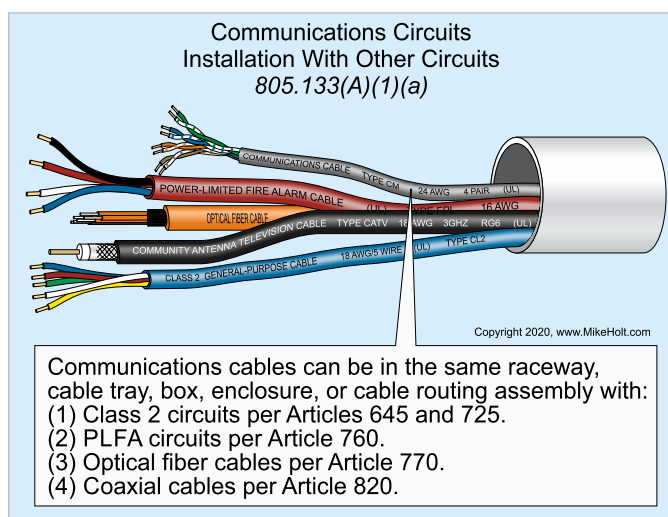 Communications Circuits
Installation With Other Circuits
805.133(A)(1)(a)
COMMUNICATIONS CABLE TYPE CM 24 AWG 4 PAIR (UL)
POWER-LIMITED FIRE ALARM CABLE (UL) TYPE FPL 16 AWG
OPTICAL FIBER CABLE
COMMUNITY ANTENNA TELEVISION CABLE TYPE CATV 18 AWG 3GHZ RG6 (UL)
CLASS 2 GENERAL-PURPOSE CABLE 18 AWG/5 WIRE (UL) TYPE CL2
Copyright 2020, www.MikeHolt.com
Communications cables can be in the same raceway,
cable tray, box, enclosure, or cable routing assembly with:
(1) Class 2 circuits per Articles 645 and 725.
(2) PLFA circuits per Article 760.
(3) Optical fiber cables per Article 770.
(4) Coaxial cables per Article 820.